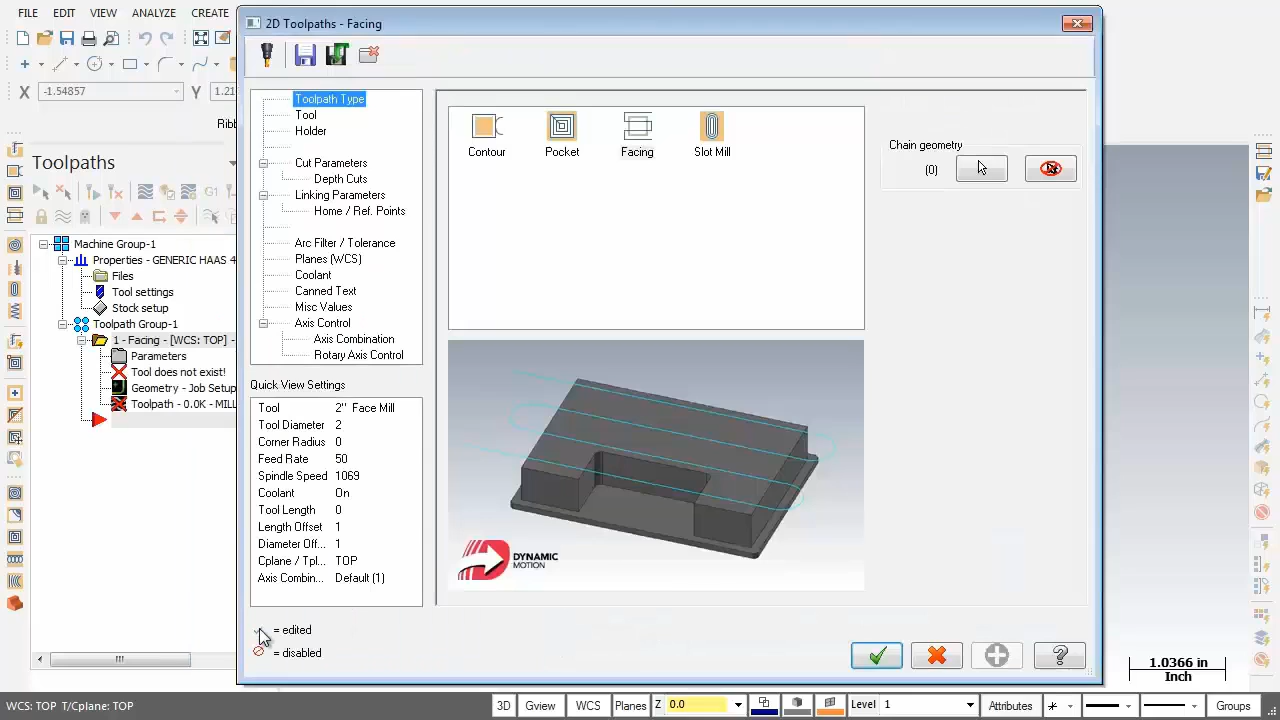 FILE EDIT VIEW ANALYZE CREATE
2D Toolpaths - Facing
X -1.54857 Y 1.21
Ribb
Toolpaths
G1
Machine Group-1
Properties - GENERIC HAAS 4
Files
Tool settings
Stock setup
Toolpath Group-1
1 - Facing - [WCS: TOP] -
Parameters
Tool does not exist!
Geometry - Job Setup
Toolpath - 0.0K - MILL
Toolpath Type
Tool
Holder
Cut Parameters
Depth Cuts
Linking Parameters
Home / Ref. Points
Arc Filter / Tolerance
Planes (WCS)
Coolant
Canned Text
Misc Values
Axis Control
Axis Combination
Rotary Axis Control
Quick View Settings
Tool 2" Face Mill
Tool Diameter 2
Corner Radius 0
Feed Rate 50
Spindle Speed 1069
Coolant On
Tool Length 0
Length Offset 1
Diameter Off... 1
Cplane / Tpl... TOP
Axis Combin... Default (1)
= edited
= disabled
Contour Pocket Facing Slot Mill
Chain geometry
(0)
DYNAMIC
MOTION
1.0366 in
Inch
WCS: TOP T/Cplane: TOP
3D Gview WCS Planes Z 0.0 Level 1 Attributes Groups